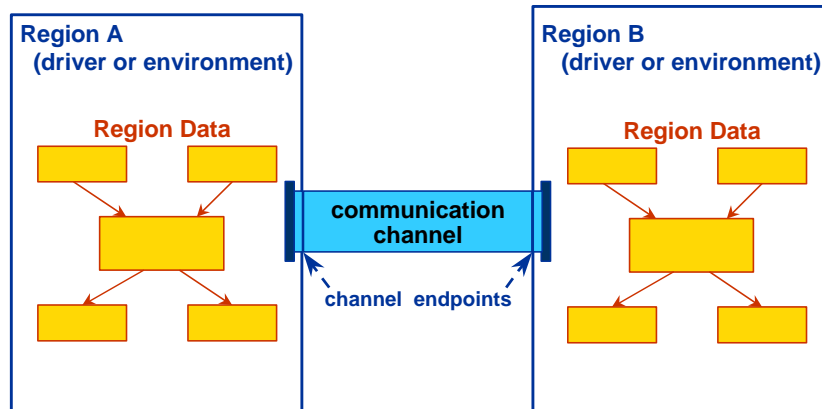 Region A
(driver or environment)
Region Data
Region B
(driver or environment)
Region Data
communication
channel
channel endpoints